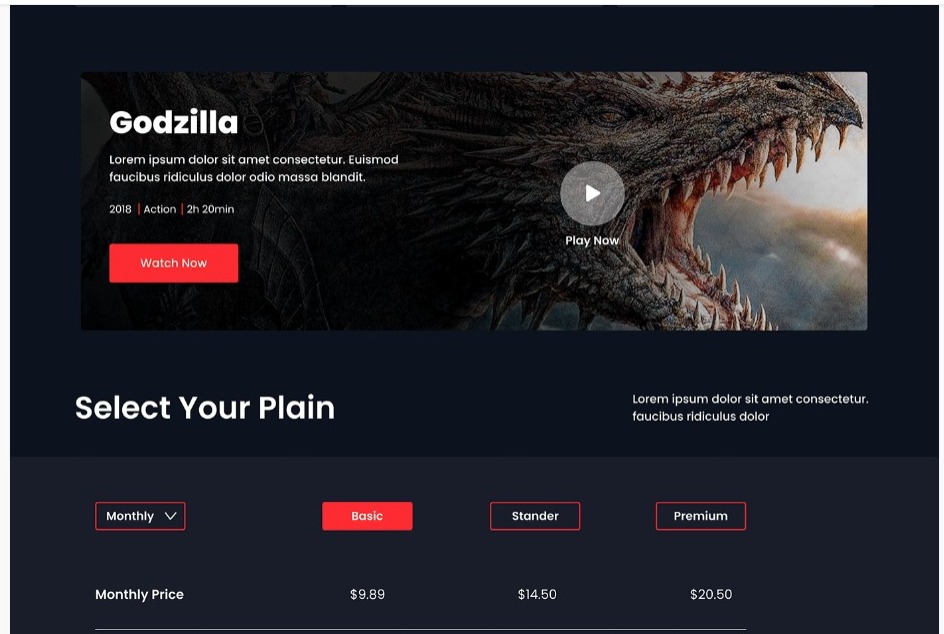 Godzilla
Lorem ipsum dolor sit amet consectetur. Euismod
faucibus ridiculus dolor odio massa blandit.
2018 | Action | 2h 20min
Watch Now
Play Now
Select Your Plain
Lorem ipsum dolor sit amet consectetur.
faucibus ridiculus dolor
Monthly Basic Stander Premium
Monthly Price $9.89 $14.50 $20.50